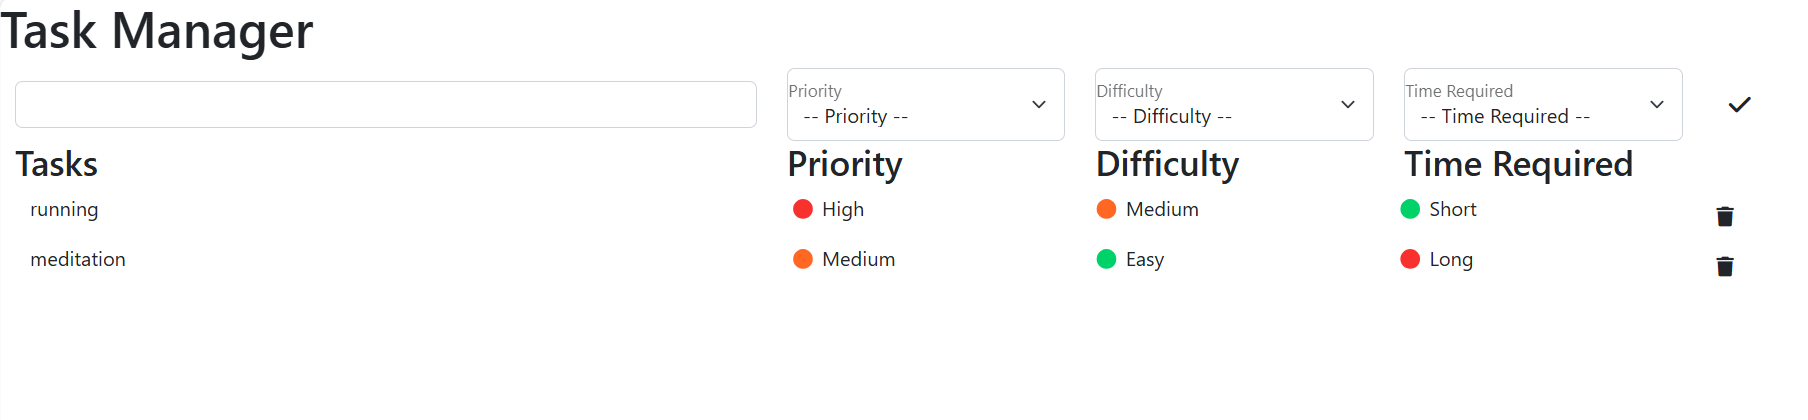 Task Manager
Priority Difficulty Time Required
-- Priority -- -- Difficulty -- -- Time Required --
Tasks Priority Difficulty Time Required
running High Medium Short
meditation Medium Easy Long